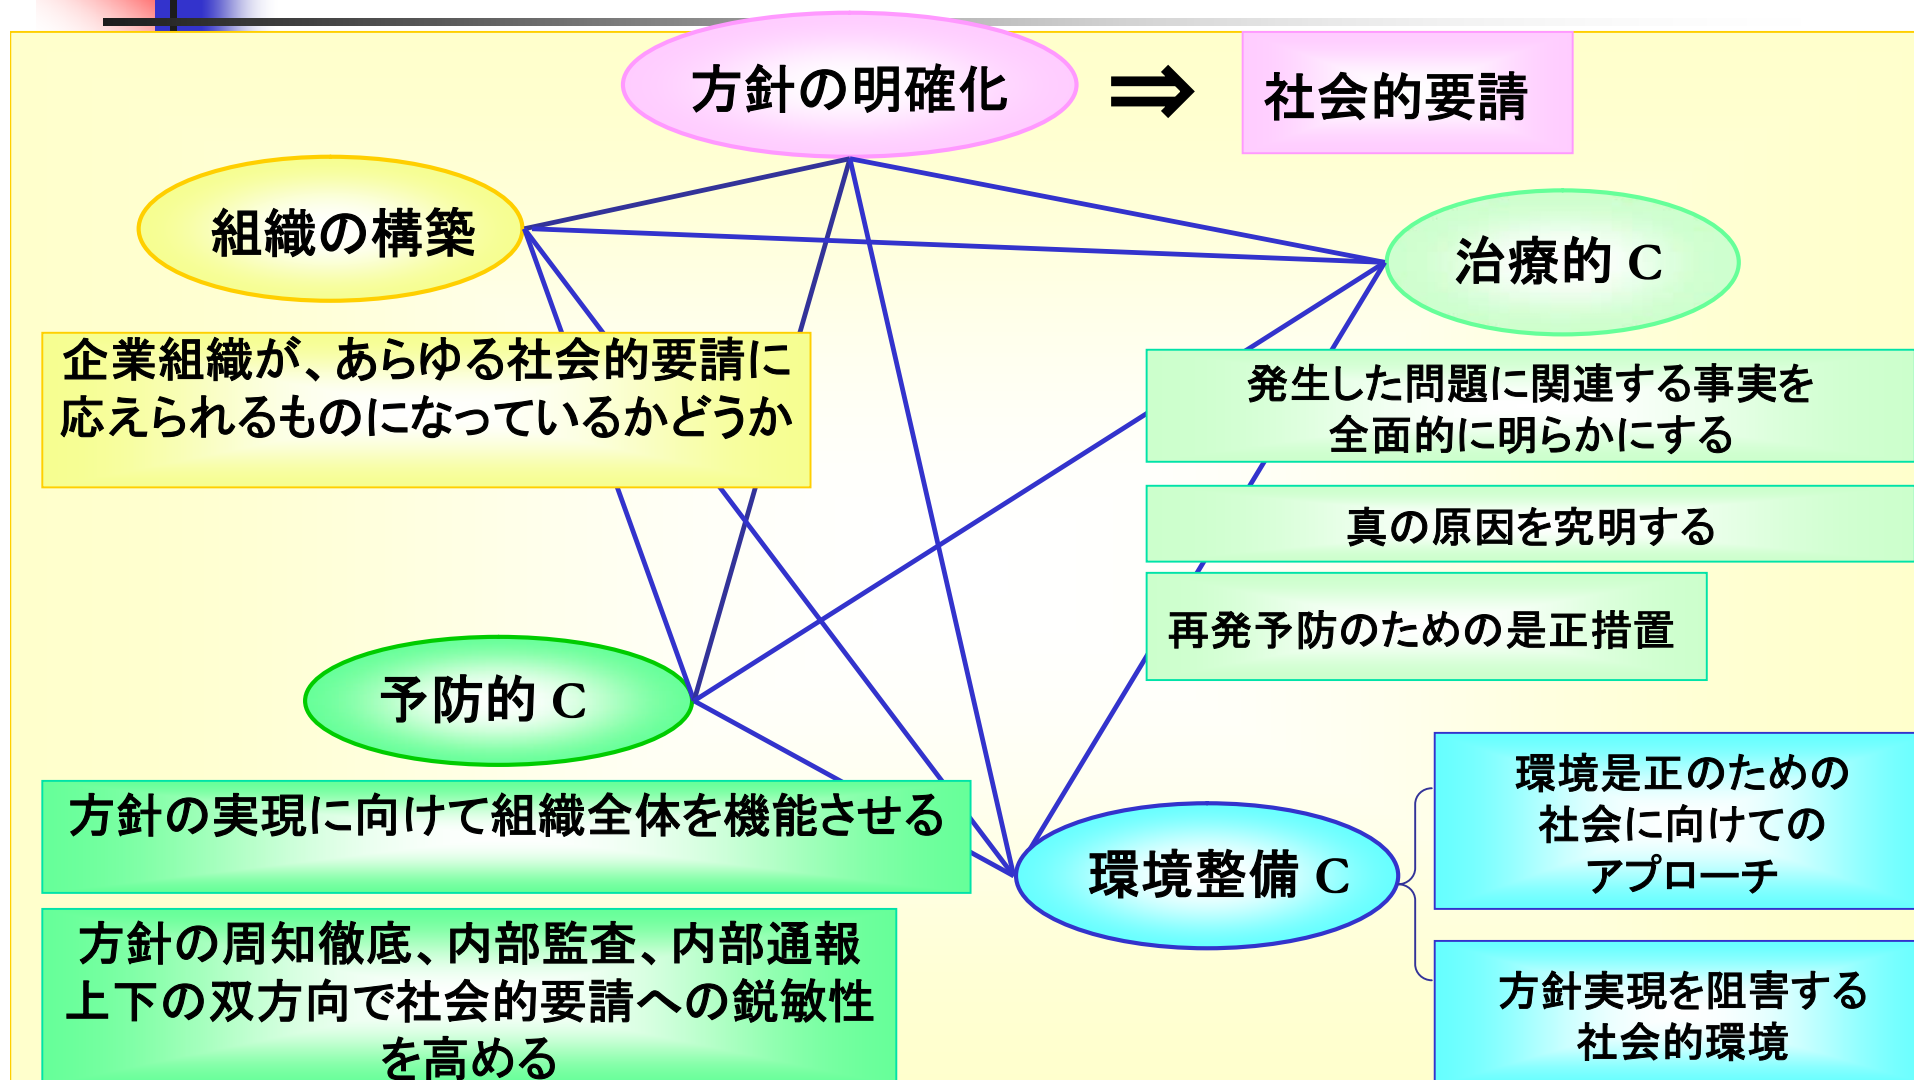 方針の明確化
⇒
社会的要請
組織の構築
治療的 C
企業組織が、あらゆる社会的要請に
応えられるものになっているかどうか
発生した問題に関連する事実を
全面的に明らかにする
真の原因を究明する
再発予防のための是正措置
予防的 C
方針の実現に向けて組織全体を機能させる
環境整備 C
環境是正のための
社会に向けての
アプローチ
方針の周知徹底、内部監査、内部通報
上下の双方向で社会的要請への鋭敏性
を高める
方針実現を阻害する
社会的環境